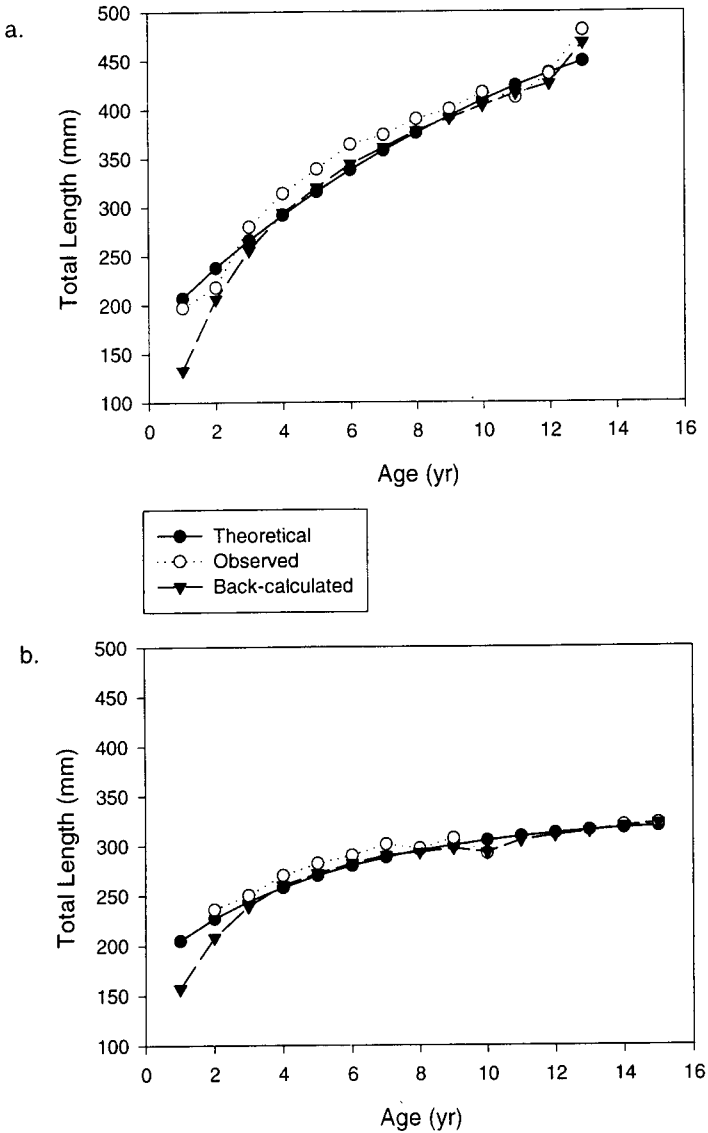 a.
500
450
400
350
300
250
200
150
100
Total Length (mm)
0 2 4 6 8 10 12 14 16
Age (yr)
Theoretical
Observed
Back-calculated
b.
500
450
400
350
300
250
200
150
100
Total Length (mm)
0 2 4 6 8 10 12 14 16
Age (yr)